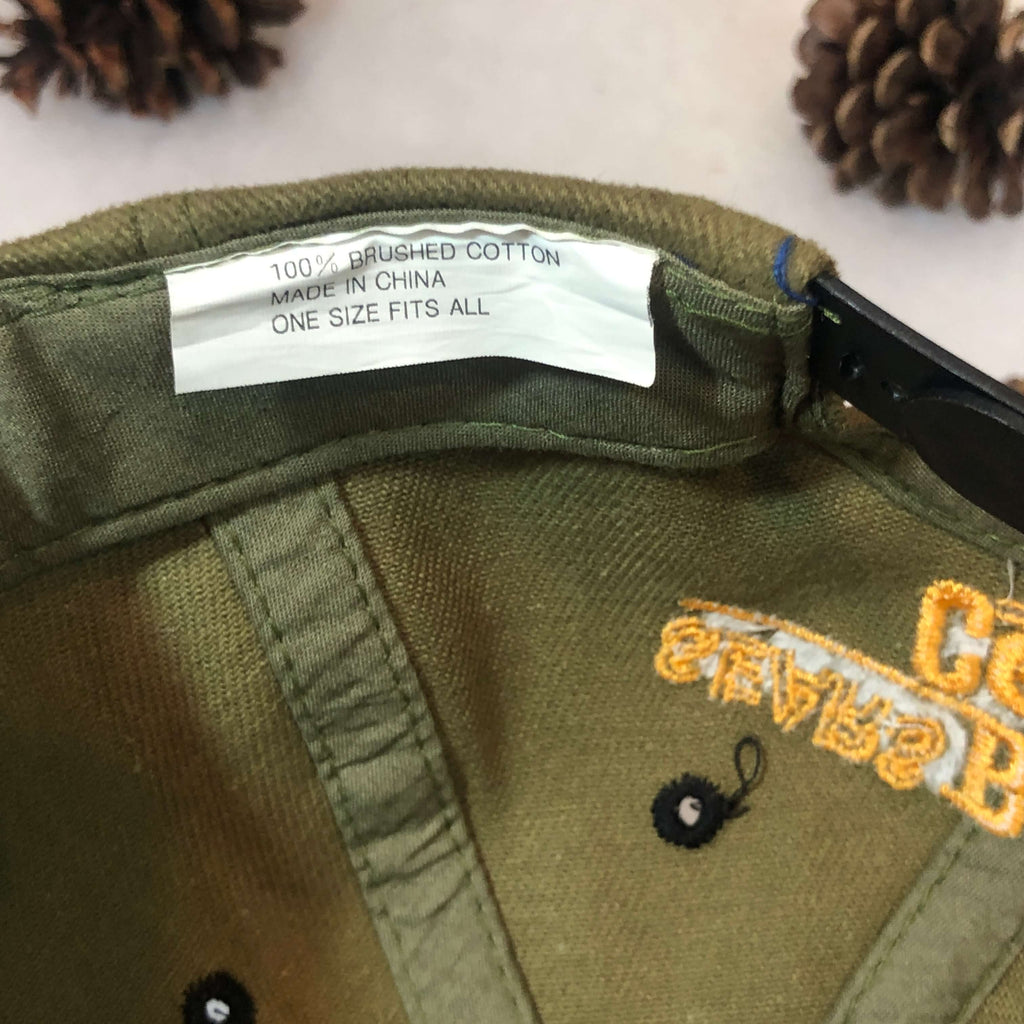 100% BRUSHED COTTON
MADE IN CHINA
ONE SIZE FITS ALL